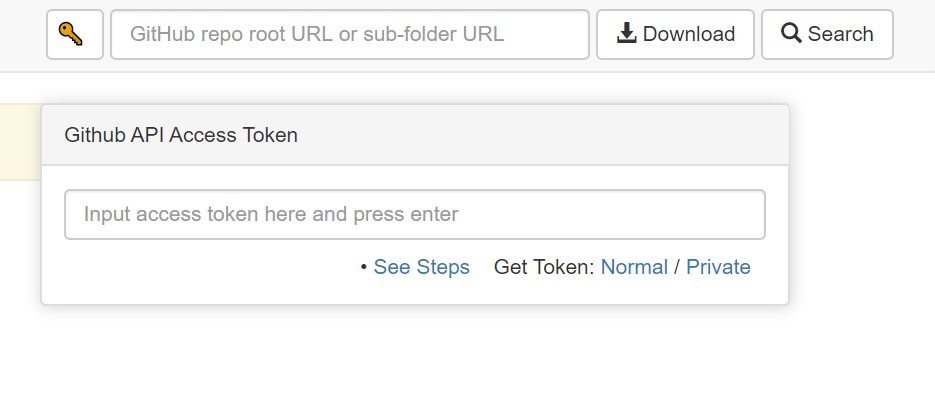 GitHub repo root URL or sub-folder URL Download Search
Github API Access Token
Input access token here and press enter
• See Steps Get Token: Normal / Private